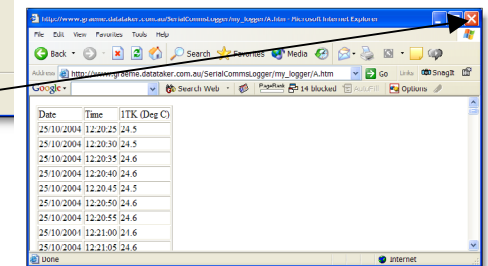 http://www.graeme.datataker.com.au/SerialCommsLogger/my_logger/A.htm - Microsoft Internet Explorer
File Edit View Favorites Tools Help
Back Search Favorites Media
Address http://www.graeme.datataker.com.au/SerialCommsLogger/my_logger/A.htm Go Links SnagIt
Google Search Web PageRank 14 blocked AutoFill Options
Date Time 1TK (Deg C)
25/10/2004 12:20:25 24.5
25/10/2004 12:20:30 24.5
25/10/2004 12:20:35 24.6
25/10/2004 12:20:40 24.6
25/10/2004 12:20:45 24.5
25/10/2004 12:20:50 24.6
25/10/2004 12:20:55 24.6
25/10/2004 12:21:00 24.6
25/10/2004 12:21:05 24.6
Done Internet